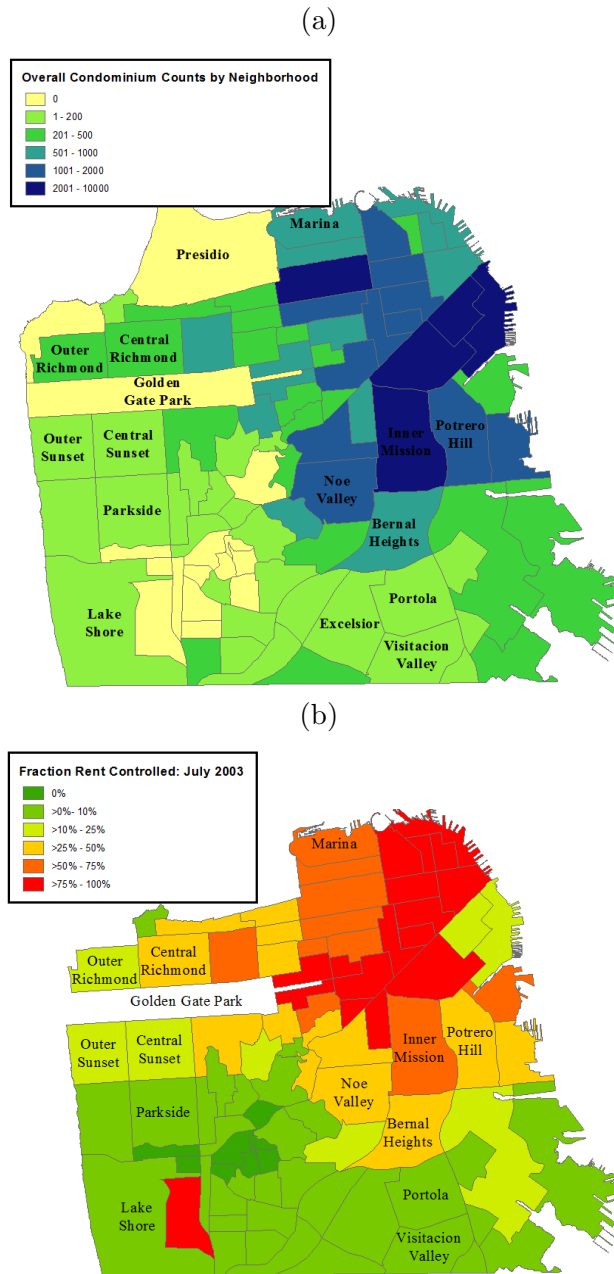 (a)
Overall Condominium Counts by Neighborhood
0
1 - 200
201 - 500
501 - 1000
1001 - 2000
2001 - 10000
Marina
Presidio
Outer
Richmond
Central
Richmond
Golden
Gate Park
Outer
Sunset
Central
Sunset
Inner
Mission
Potrero
Hill
Noe
Valley
Parkside
Bernal
Heights
Lake
Shore
Portola
Excelsior
Visitacion
Valley
(b)
Fraction Rent Controlled: July 2003
0%
>0%- 10%
>10% - 25%
>25% - 50%
>50% - 75%
>75% - 100%
Marina
Outer
Richmond
Central
Richmond
Golden Gate Park
Outer
Sunset
Central
Sunset
Inner
Mission
Potrero
Hill
Noe
Valley
Parkside
Bernal
Heights
Lake
Shore
Portola
Visitacion
Valley